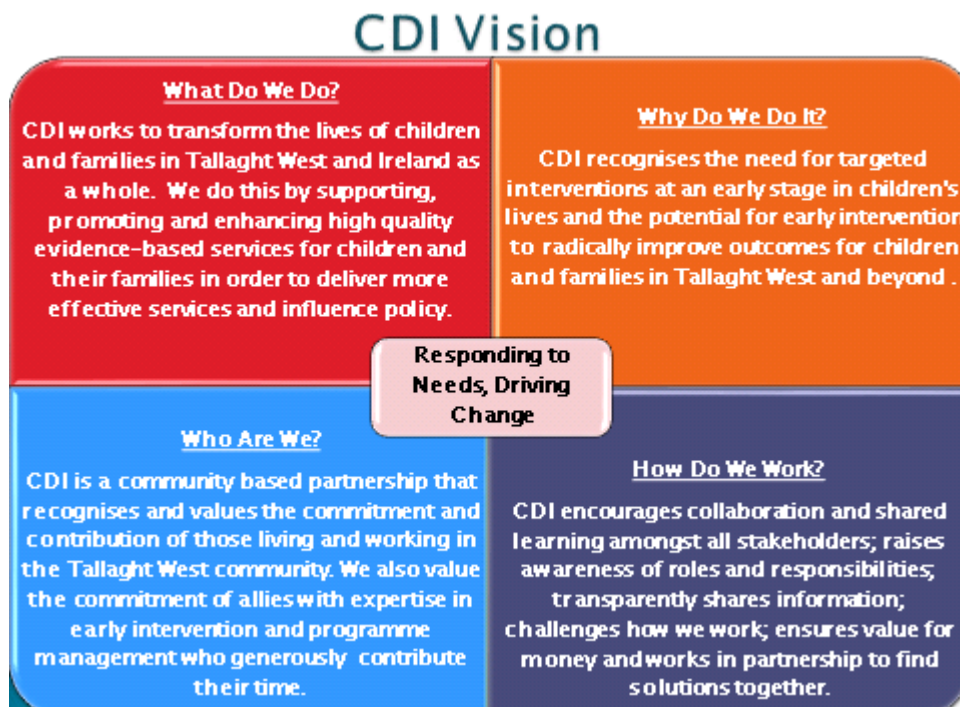 CDI Vision
What Do We Do?
CDI works to transform the lives of children
and families in Tallaght West and Ireland as
a whole. We do this by supporting,
promoting and enhancing high quality
evidence-based services for children and
their families in order to deliver more
effective services and influence policy.
Why Do We Do It?
CDI recognises the need for targeted
interventions at an early stage in children's
lives and the potential for early intervention
to radically improve outcomes for children
and families in Tallaght West and beyond .
Responding to
Needs, Driving
Change
Who Are We?
CDI is a community based partnership that
recognises and values the commitment and
contribution of those living and working in
the Tallaght West community. We also value
the commitment of allies with expertise in
early intervention and programme
management who generously contribute
their time.
How Do We Work?
CDI encourages collaboration and shared
learning amongst all stakeholders; raises
awareness of roles and responsibilities;
transparently shares information;
challenges how we work; ensures value for
money and works in partnership to find
solutions together.